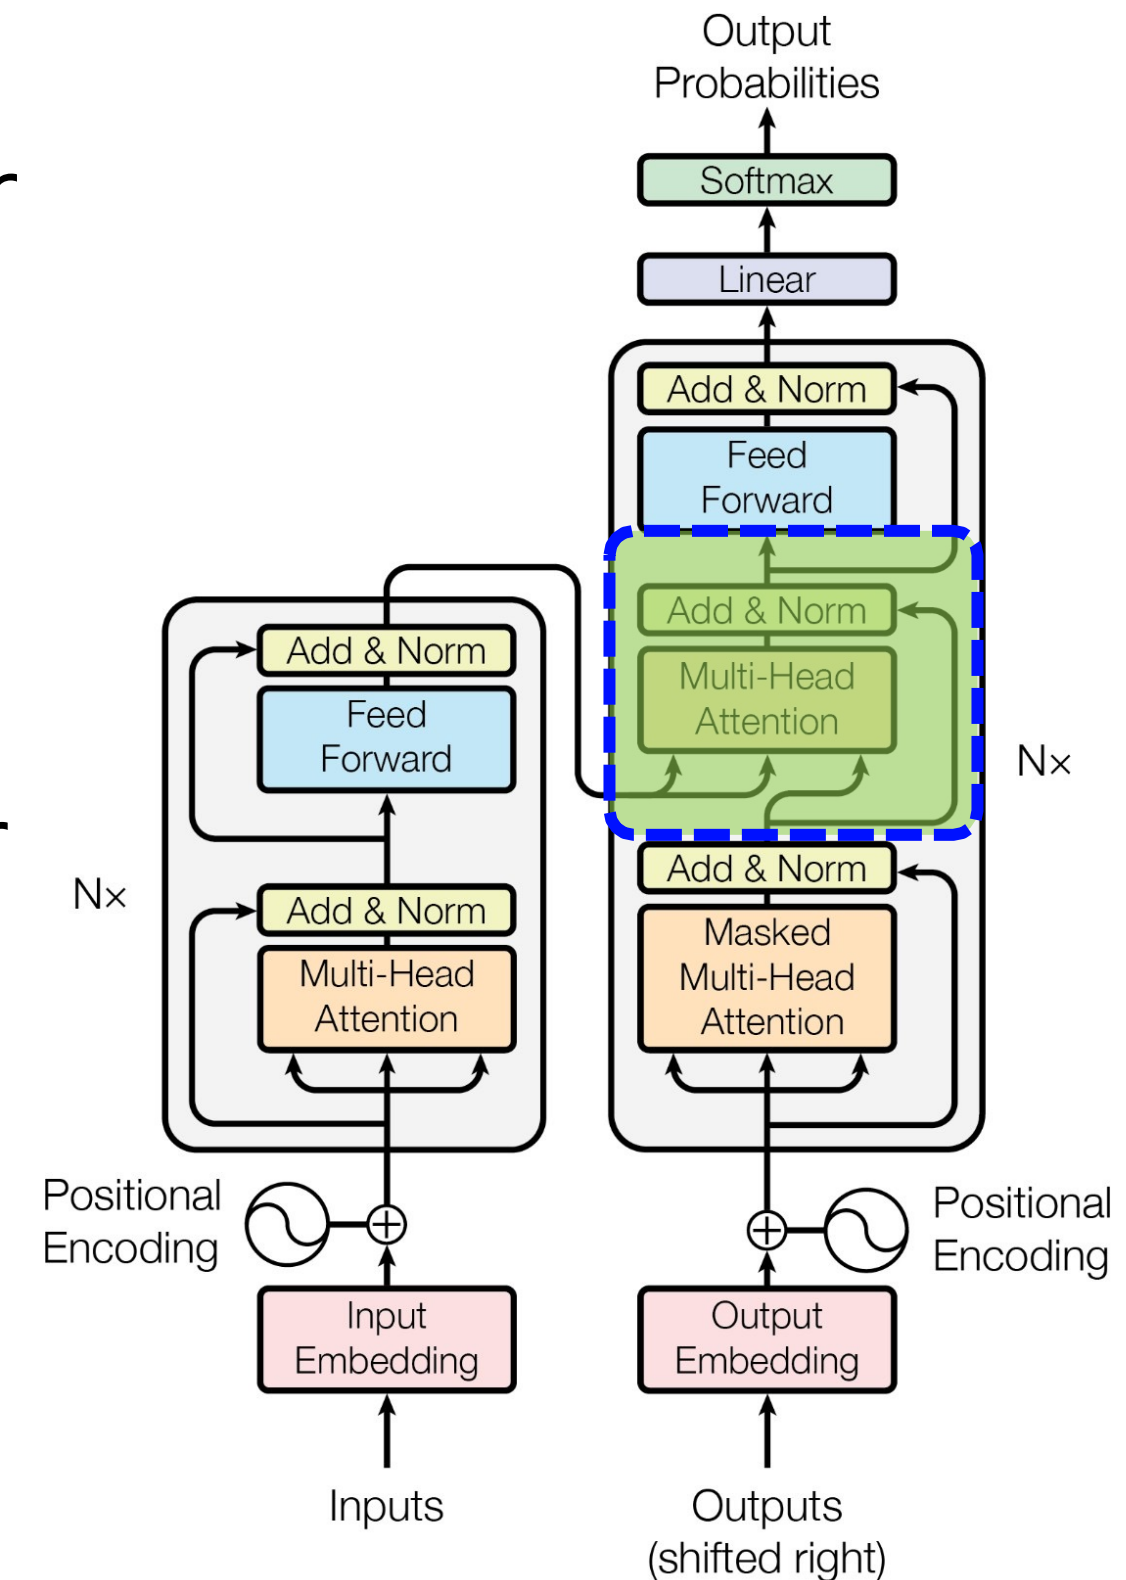 Output
Probabilities
Softmax
Linear
Add & Norm
Feed
Forward
Add & Norm
Multi-Head
Attention
N×
Add & Norm
Masked
Multi-Head
Attention
Add & Norm
Feed
Forward
N×
Add & Norm
Multi-Head
Attention
Positional
Encoding
Positional
Encoding
Input
Embedding
Output
Embedding
Inputs
Outputs
(shifted right)